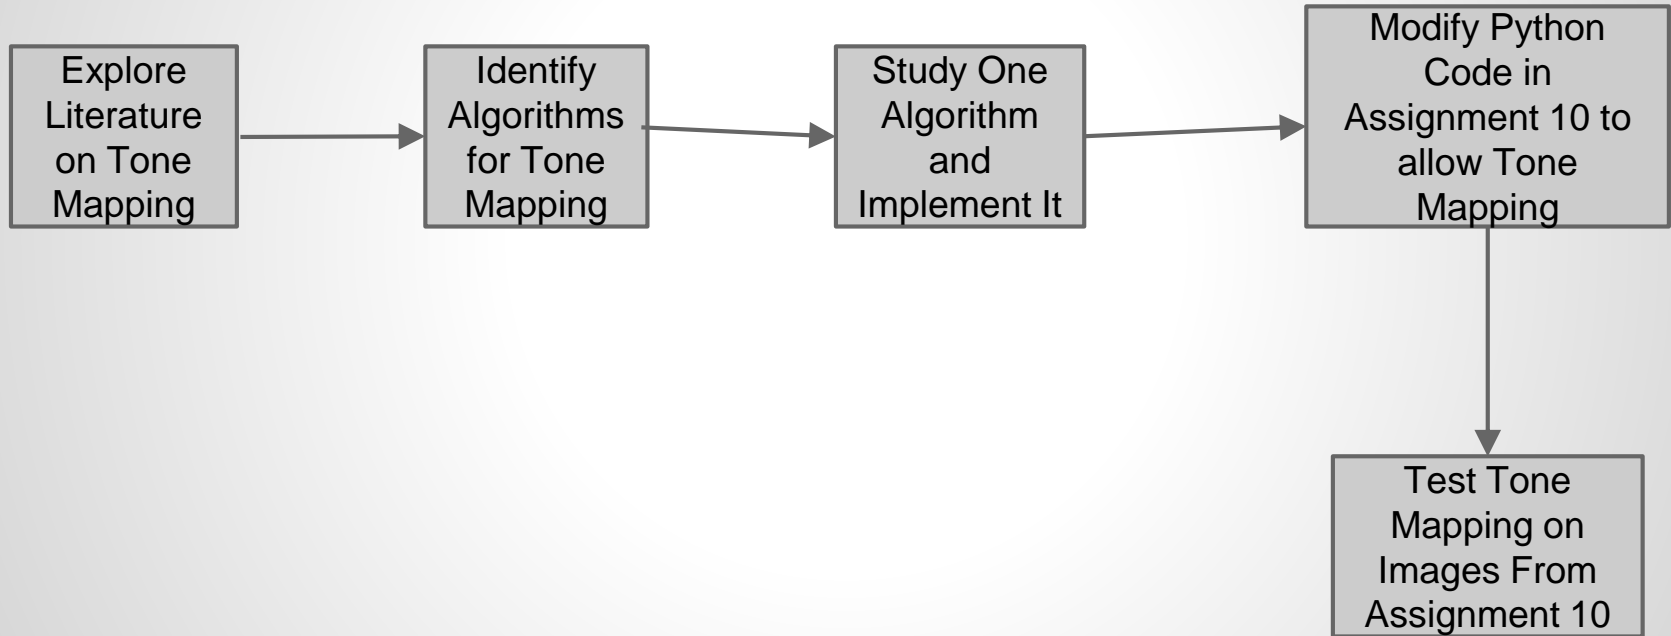 Explore
Literature
on Tone
Mapping
Identify
Algorithms
for Tone
Mapping
Study One
Algorithm
and
Implement It
Modify Python
Code in
Assignment 10 to
allow Tone
Mapping
Test Tone
Mapping on
Images From
Assignment 10